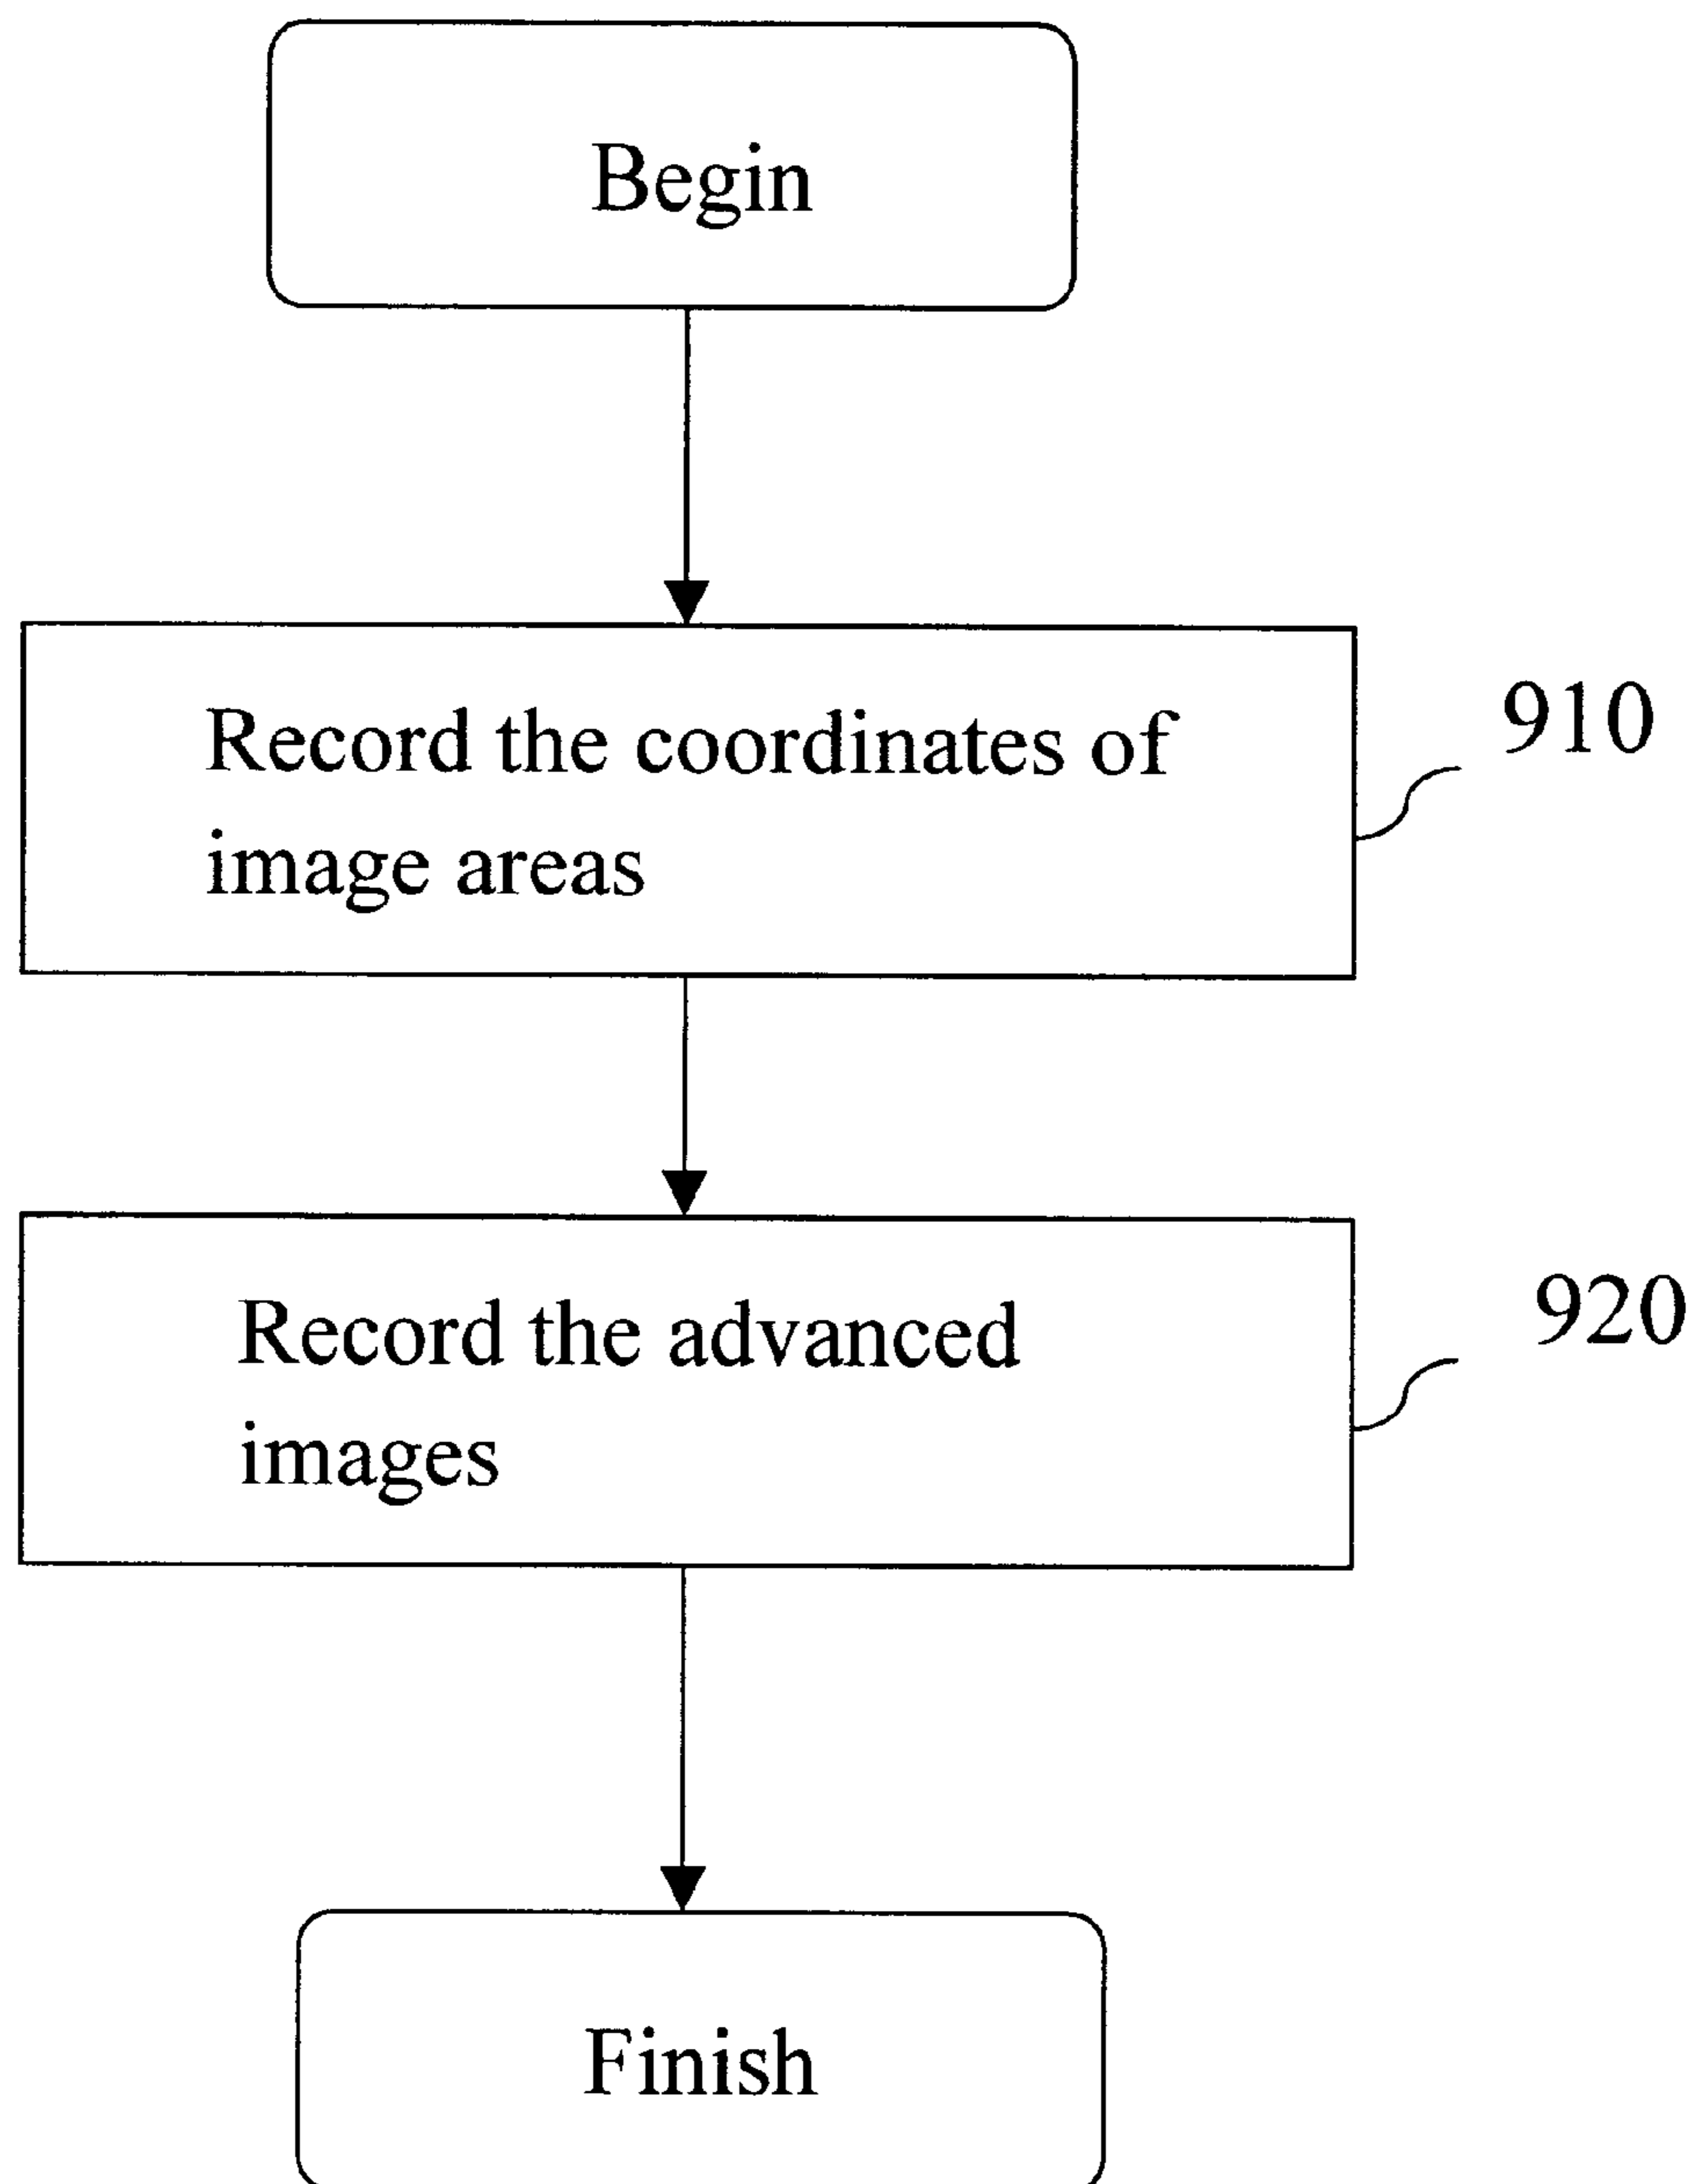 Begin
Record the coordinates of
image areas
910
Record the advanced
images
920
Finish